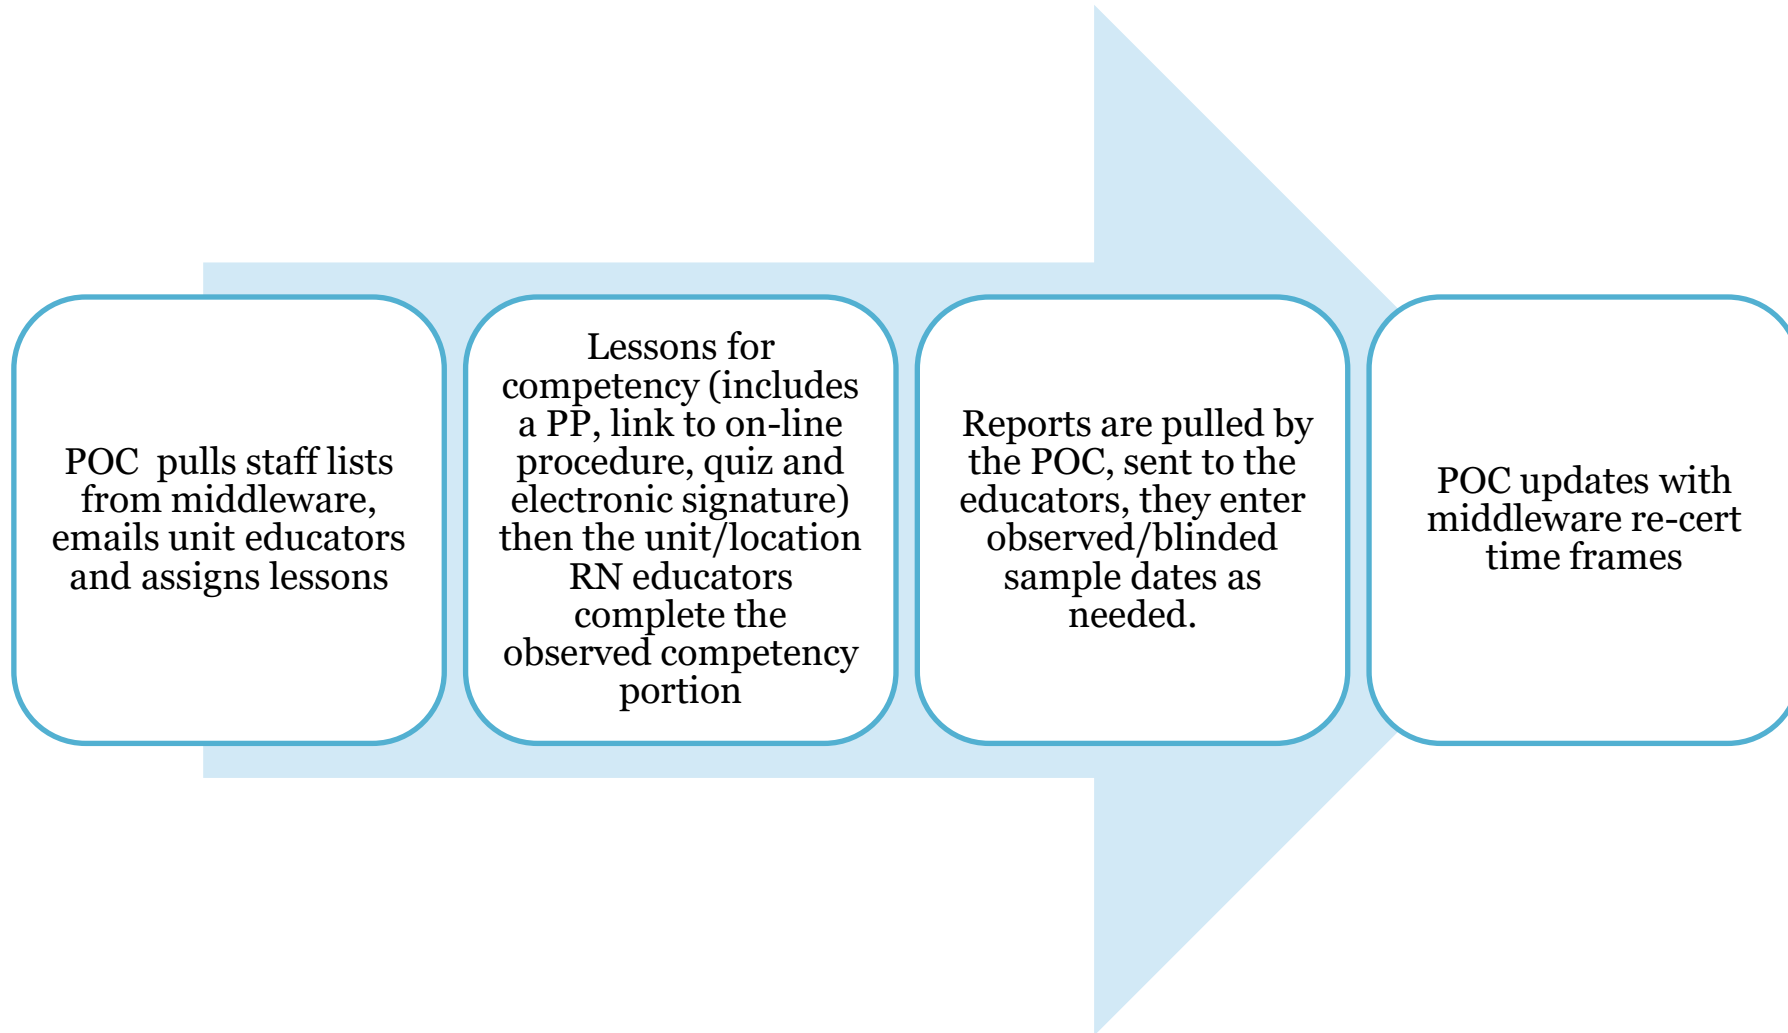 POC  pulls staff lists
from middleware,
emails unit educators
and assigns lessons
Lessons for
competency (includes
a PP, link to on-line
procedure, quiz and
electronic signature)
then the unit/location
RN educators
complete the
observed competency
portion
Reports are pulled by
the POC, sent to the
educators, they enter
observed/blinded
sample dates as
needed.
POC updates with
middleware re-cert
time frames